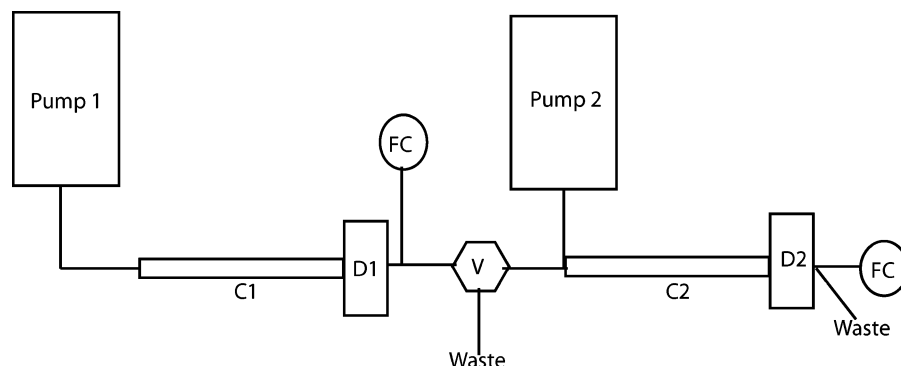 Pump 1
Pump 2
FC
D1
V
D2
FC
C1
C2
Waste
Waste